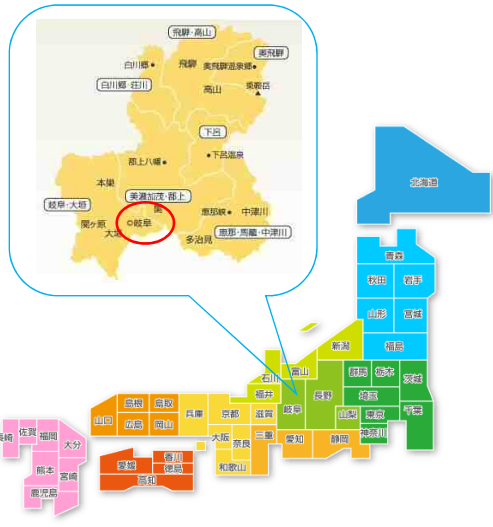 飛騨・高山
奥飛騨
白川郷
飛騨
奥飛騨温泉郷
白川郷・荘川
高山
乗鞍岳
下呂
郡上八幡
下呂温泉
本巣
美濃加茂・郡上
岐阜・大垣
関
恵那峡
中津川
関ヶ原
岐阜
大垣
多治見
恵那・馬籠・中津川
北海道
青森
秋田
岩手
山形
宮城
新潟
福島
石川
富山
群馬
栃木
茨城
福井
長野
埼玉
島根
鳥取
兵庫
京都
滋賀
岐阜
山梨
東京
千葉
山口
広島
岡山
大阪
奈良
三重
愛知
静岡
神奈川
長崎
佐賀
福岡
大分
和歌山
愛媛
香川
徳島
高知
熊本
宮崎
鹿児島